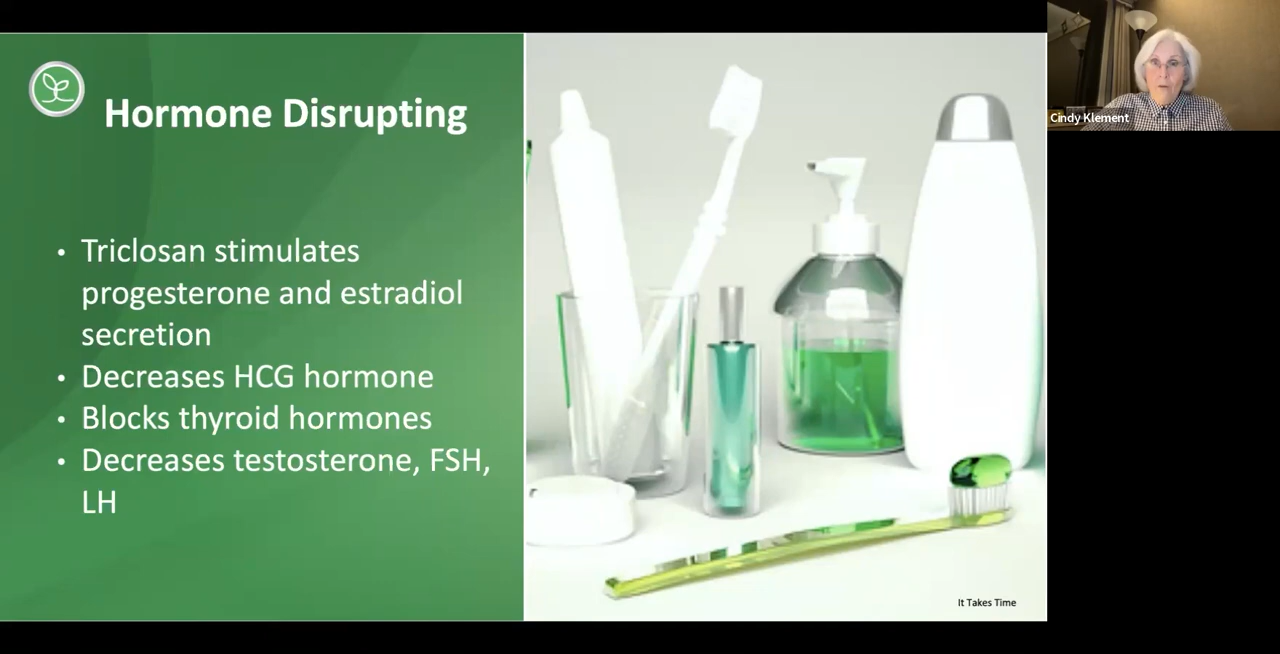 Hormone Disrupting
• Triclosan stimulates
progesterone and estradiol
secretion
• Decreases HCG hormone
• Blocks thyroid hormones
• Decreases testosterone, FSH,
LH
It Takes Time
Cindy Klement